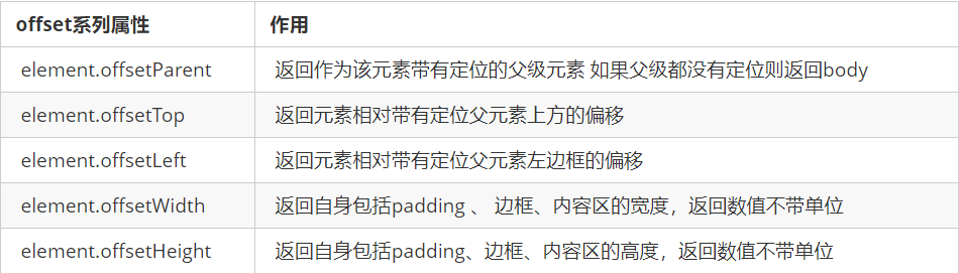 offset系列属性 作用
element.offsetParent 返回作为该元素带有定位的父级元素 如果父级都没有定位则返回body
element.offsetTop 返回元素相对带有定位父元素上方的偏移
element.offsetLeft 返回元素相对带有定位父元素左边框的偏移
element.offsetWidth 返回自身包括padding 、 边框、内容区的宽度，返回数值不带单位
element.offsetHeight 返回自身包括padding、边框、内容区的高度，返回数值不带单位